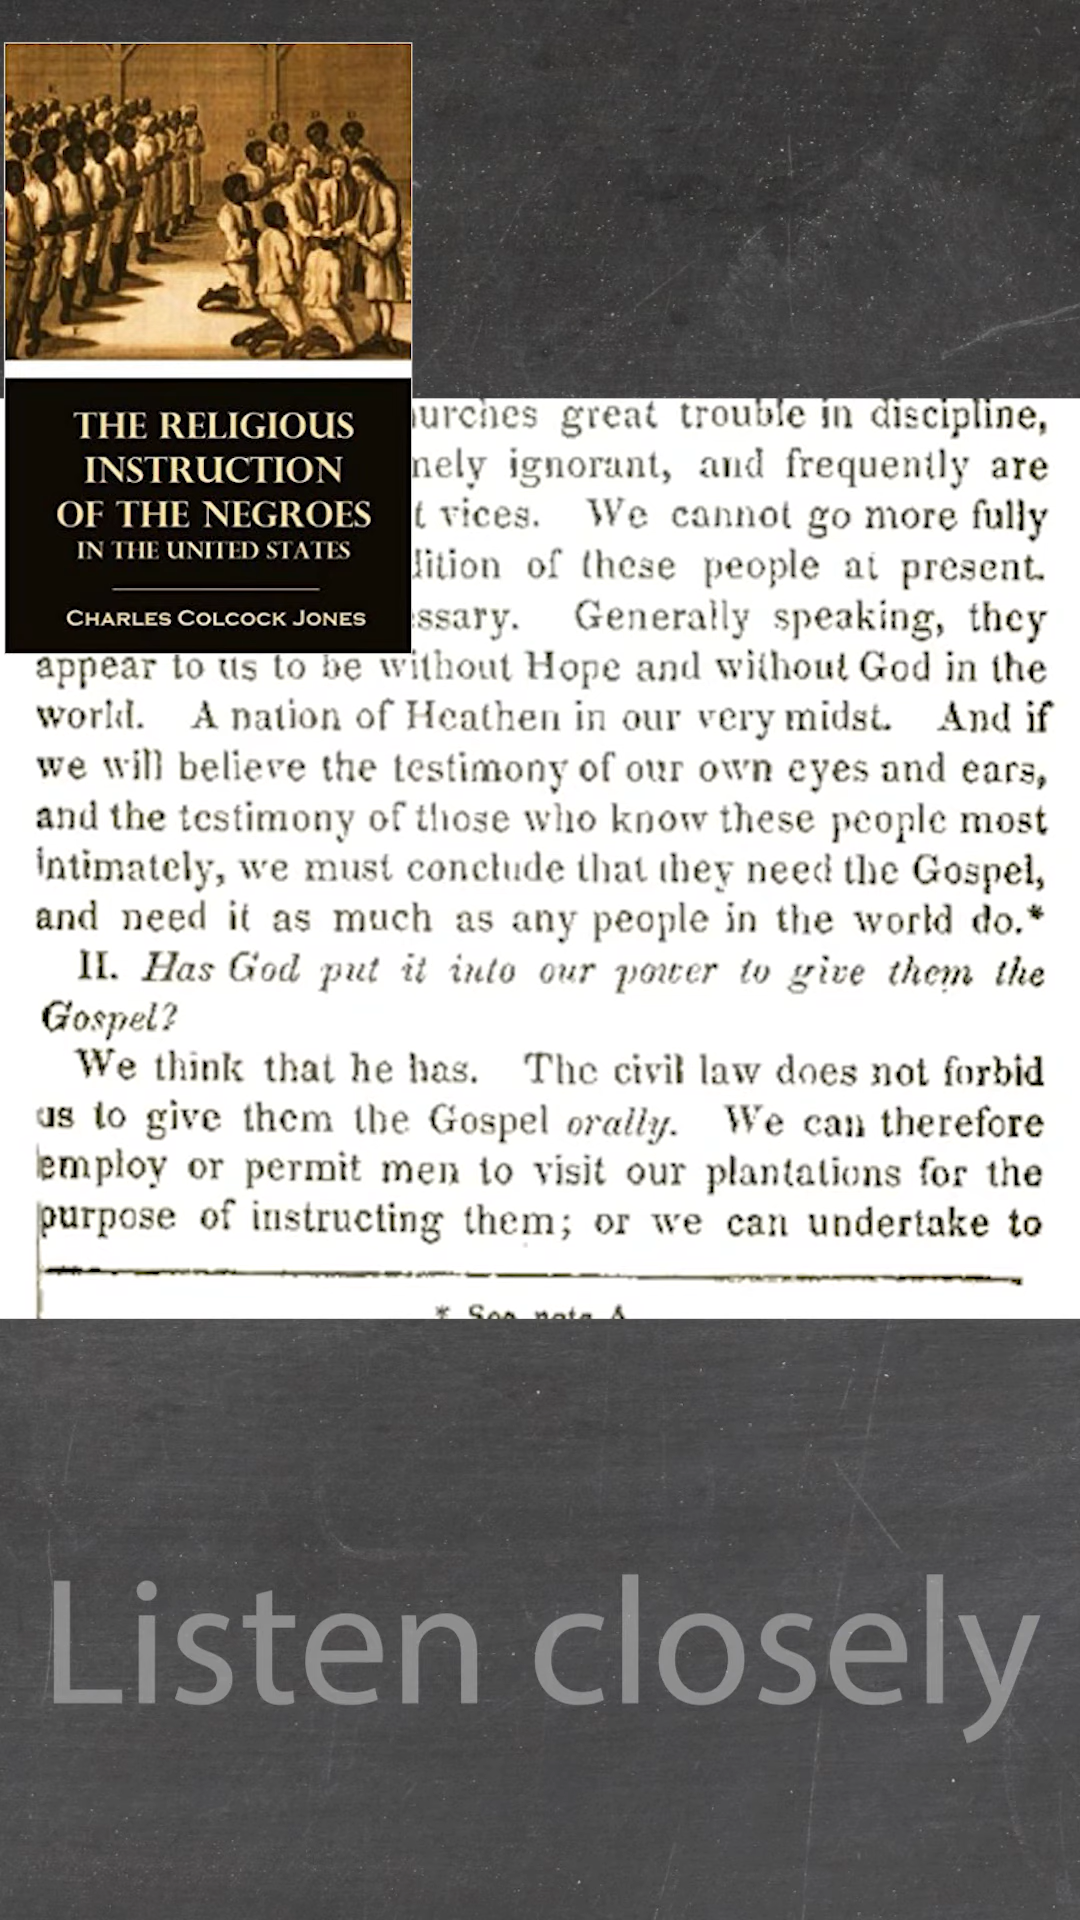 THE RELIGIOUS
INSTRUCTION
OF THE NEGROES
IN THE UNITED STATES
CHARLES COLCOCK JONES
great trouble in discipline,
ignorant, and frequently are
vices. We cannot go more fully
of these people at present.
Generally speaking, they
appear to us to be without Hope and without God in the
world. A nation of Heathen in our very midst. And if
we will believe the testimony of our own eyes and ears,
and the testimony of those who know these people most
intimately, we must conclude that they need the Gospel,
and need it as much as any people in the world do.*
II. Has God put it into our power to give them the
Gospel?
We think that he has. The civil law does not forbid
us to give them the Gospel orally. We can therefore
employ or permit men to visit our plantations for the
purpose of instructing them; or we can undertake to
* See note A
Listen closely